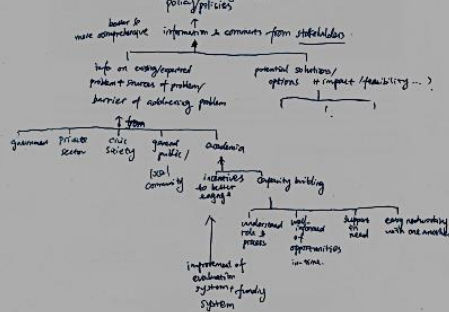 policy/policies
better &
more comprehensive
information & comments from stakeholders
info on existing/expected
problem + sources of problem/
barrier of addressing problem
potential solutions/
options (+ impact/feasibility ... )
from
government
private
sector
civic
society
general
public/
local
community
academia
incentives
to better
engage
capacity building
understand
role &
process
well-
informed
of
opportunities
in-time
support
in
need
easy networking
with one another
improvement of
evaluation
system + funding
system